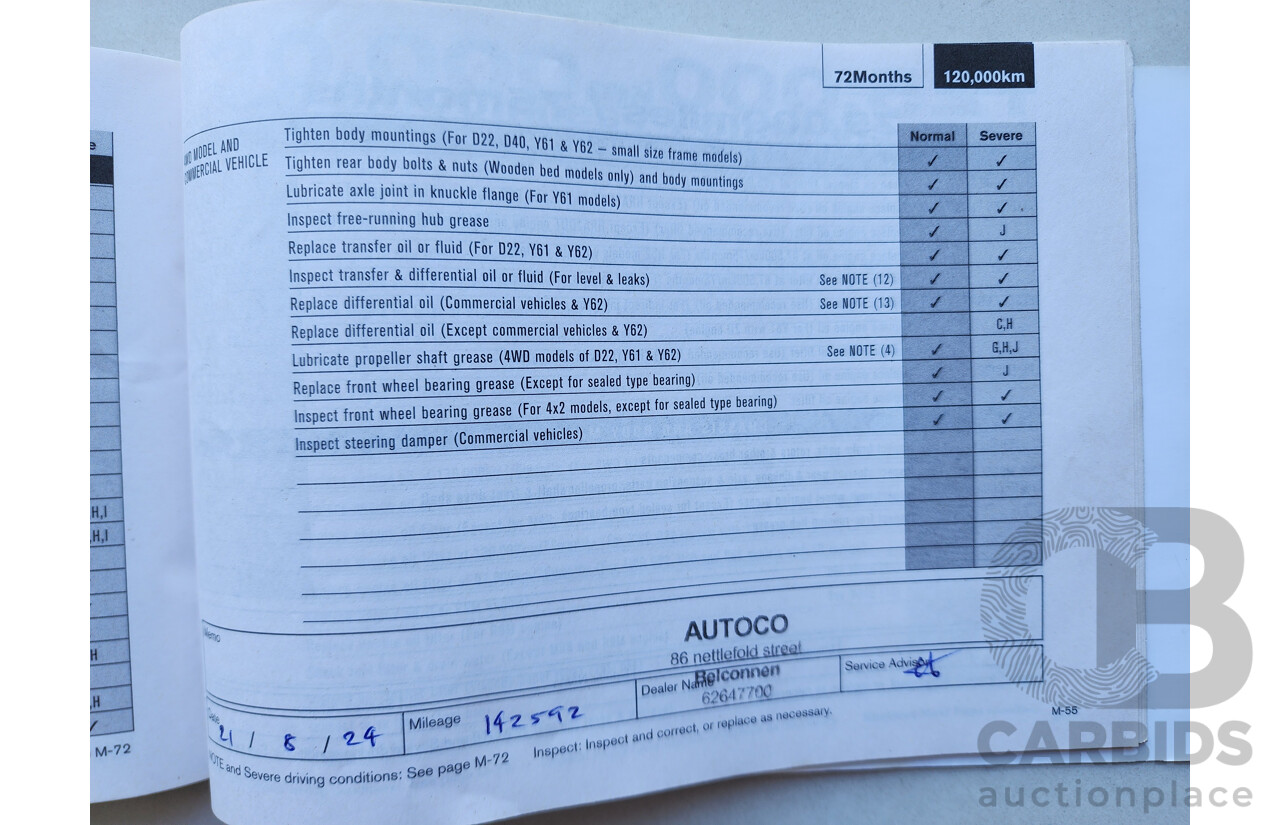 72Months 120,000km
Normal Severe
MODEL AND
VEHICLE
Tighten body mountings (For D22, D40, Y61 & Y62 – small size frame models) ✓ ✓
Tighten rear body bolts & nuts (Wooden bed models only) and body mountings ✓ ✓
Lubricate axle joint in knuckle flange (For Y61 models) ✓ ✓
Inspect free-running hub grease ✓ J
Replace transfer oil or fluid (For D22, Y61 & Y62) ✓ ✓
Inspect transfer & differential oil or fluid (For level & leaks) See NOTE (12) ✓ ✓
Replace differential oil (Commercial vehicles & Y62) See NOTE (13) ✓ ✓
Replace differential oil (Except commercial vehicles & Y62) C,H
Lubricate propeller shaft grease (4WD models of D22, Y61 & Y62) See NOTE (4) ✓ G,H,J
Replace front wheel bearing grease (Except for sealed type bearing) ✓ J
Inspect front wheel bearing grease (For 4x2 models, except for sealed type bearing) ✓ ✓
Inspect steering damper (Commercial vehicles) ✓ ✓
Memo
AUTOCO
86 nettlefold street
Belconnen
62647700
Date 21 / 8 / 24
Mileage 142592
Dealer Name
Service Advisor
NOTE and Severe driving conditions: See page M-72 Inspect: Inspect and correct, or replace as necessary.
M-55
H,I
H,I
H
H
M-72
CARBIDS
auctionplace